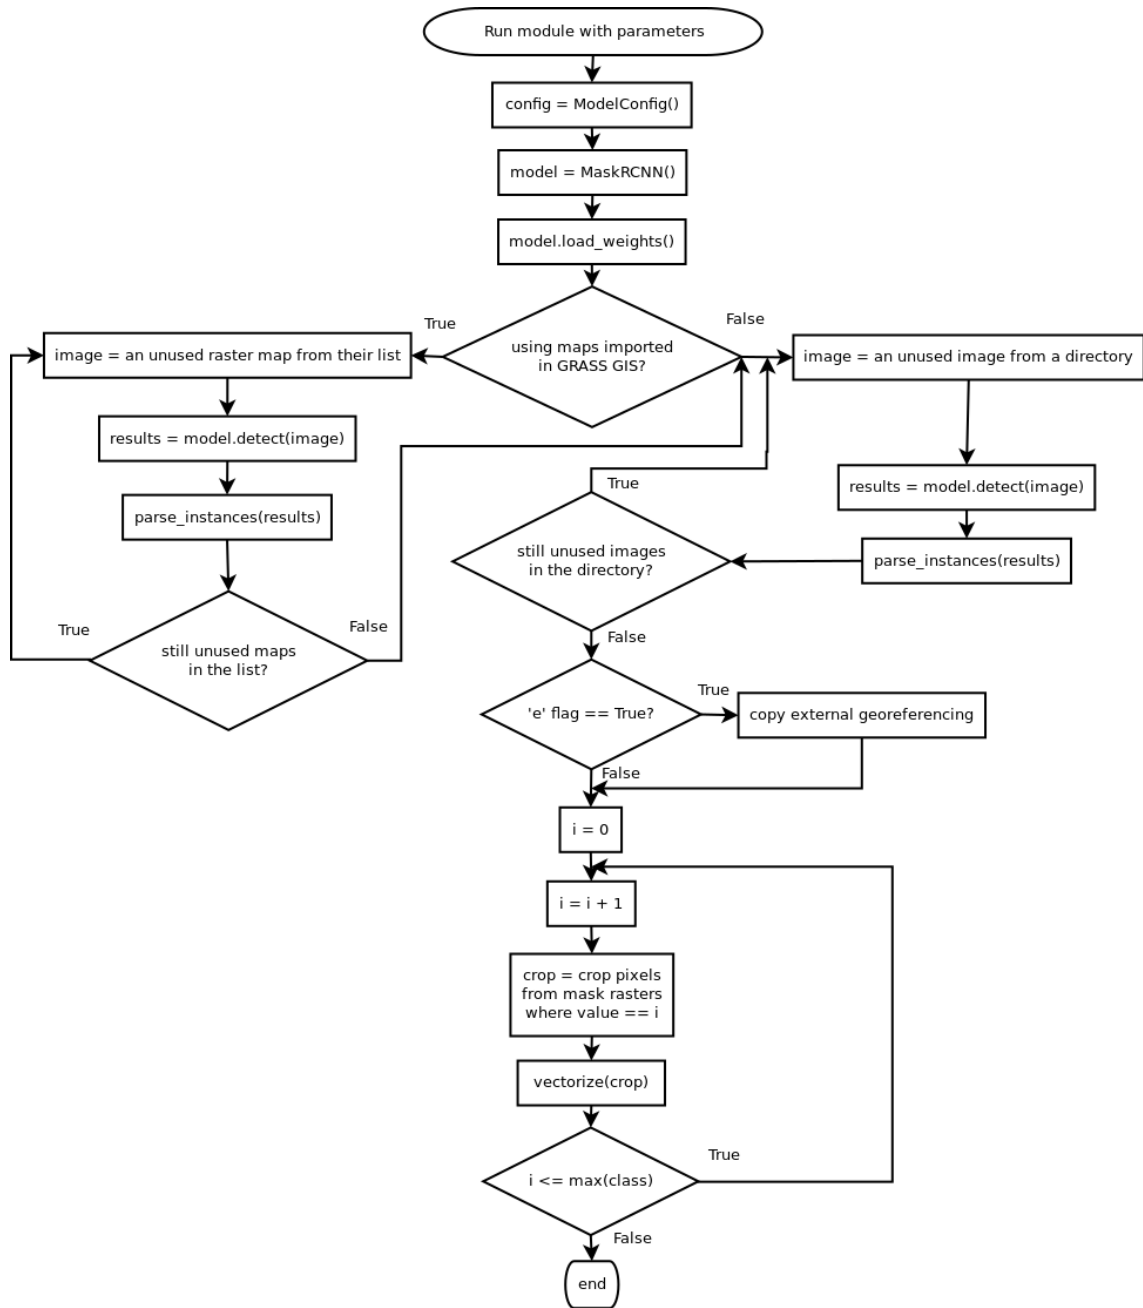 Run module with parameters
config = ModelConfig()
model = MaskRCNN()
model.load_weights()
using maps imported
in GRASS GIS?
True
False
image = an unused raster map from their list
results = model.detect(image)
parse_instances(results)
still unused maps
in the list?
True
False
image = an unused image from a directory
results = model.detect(image)
parse_instances(results)
still unused images
in the directory?
True
False
'e' flag == True?
True
copy external georeferencing
False
i = 0
i = i + 1
crop = crop pixels
from mask rasters
where value == i
vectorize(crop)
i <= max(class)
True
False
end